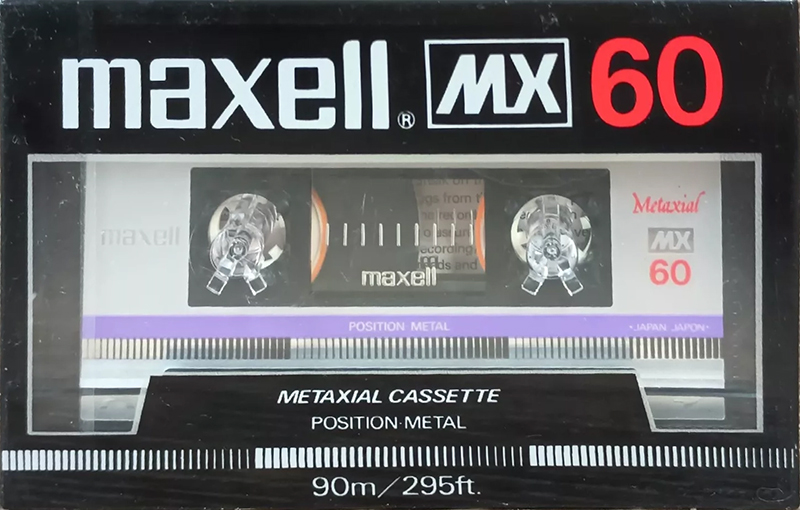 maxell® MX 60
maxell
Metaxial
MX
60
maxell
POSITION METAL
·JAPAN JAPON·
METAXIAL CASSETTE
POSITION·METAL
90m/295ft.